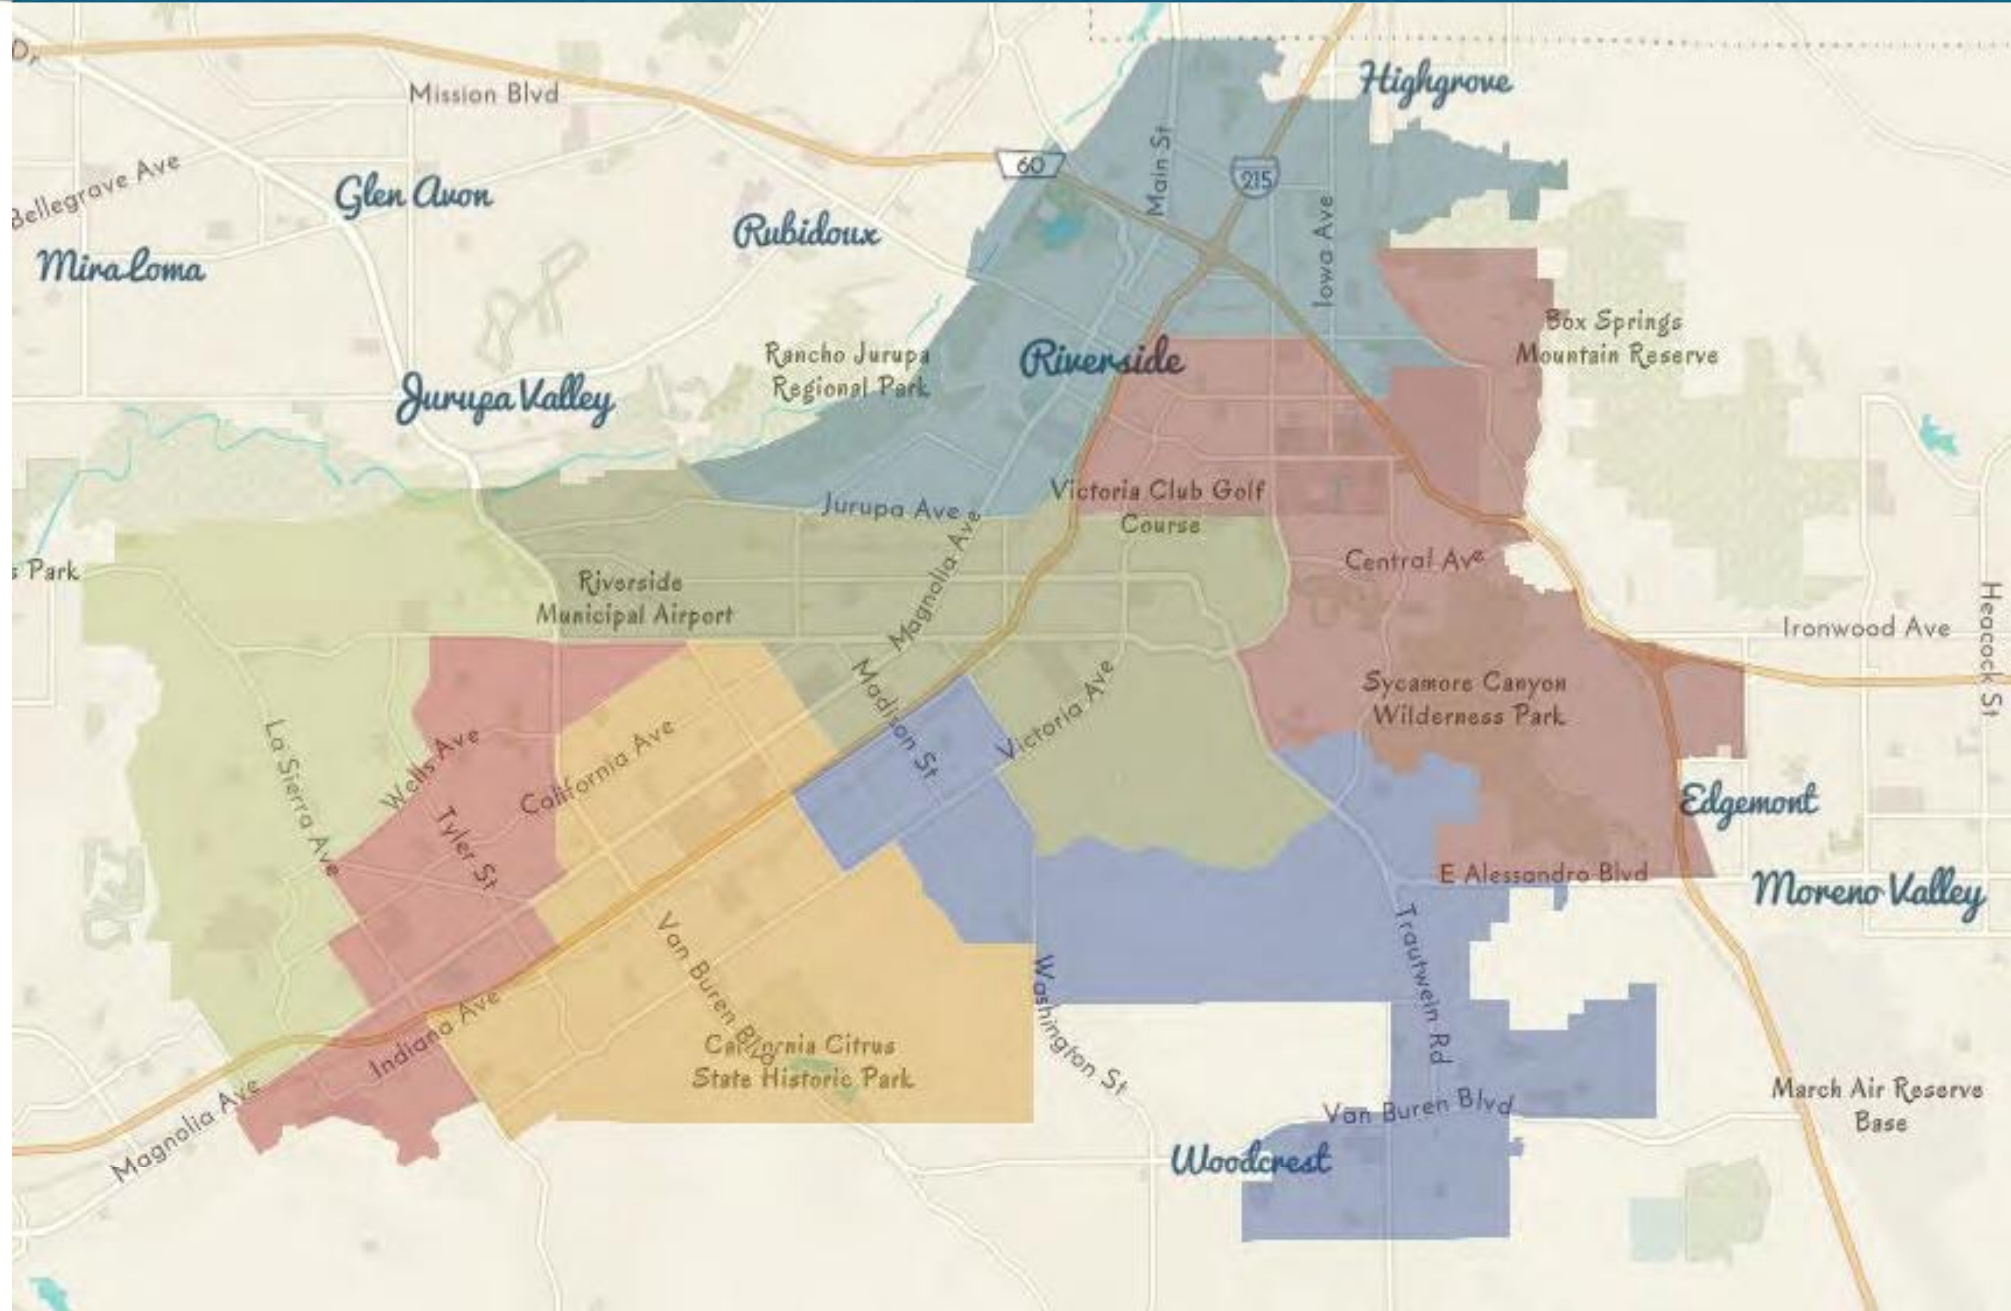 Dr
Mission Blvd
Highgrove
Bellegrave Ave
Glen Avon
60
Main St
215
Rubidoux
Iowa Ave
Mira Loma
Box Springs
Mountain Reserve
Rancho Jurupa
Regional Park
Riverside
Jurupa Valley
Victoria Club Golf
Course
Jurupa Ave
Magnolia Ave
Central Ave
s Park
Riverside
Municipal Airport
Ironwood Ave
Heacock St
Sycamore Canyon
Wilderness Park
Madison St
Victoria Ave
La Sierra Ave
Wells Ave
California Ave
Tyler St
Edgemont
E Alessandro Blvd
Moreno Valley
Van Buren Blvd
Trautwein Rd
Washington St
Indiana Ave
California Citrus
State Historic Park
Magnolia Ave
Van Buren Blvd
March Air Reserve
Base
Woodcrest